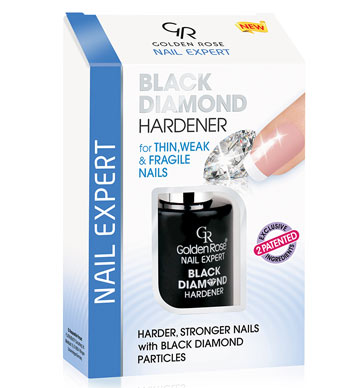 GR
GOLDEN ROSE
NAIL EXPERT
NEW
BLACK
DIAMOND
HARDENER
for THIN, WEAK
& FRAGILE
NAILS
NAIL EXPERT
EXCLUSIVE
2 PATENTED
INGREDIENTS
GR
Golden Rose
NAIL EXPERT
BLACK
DIAMOND
HARDENER
HARDER, STRONGER NAILS
with BLACK DIAMOND
PARTICLES